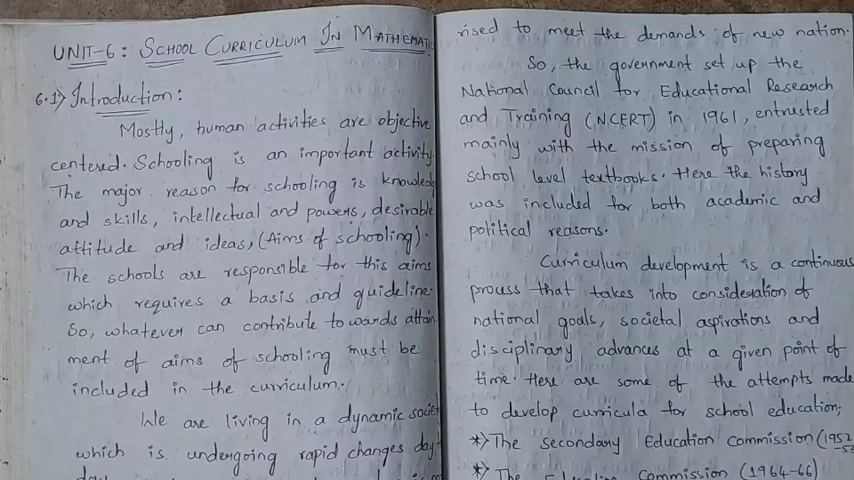 UNIT-6: SCHOOL CURRICULUM IN MATHEMATI
6.1) Introduction:
Mostly, human activities are objective
centered. Schooling is an important activity.
The major reason for schooling is knowledg
and skills, intellectual and powers, desirable
attitude and ideas, (Aims of schooling).
The schools are responsible for this aims
which requires a basis and guideline.
So, whatever can contribute towards attain
ment of aims of schooling must be
included in the curriculum.
We are living in a dynamic societ
which is undergoing rapid changes day
day
rised to meet the demands of new nation.
So, the government set up the
National Council for Educational Research
and Training (NCERT) in 1961, entrusted
mainly with the mission of preparing
school level textbooks. Here the history
was included for both academic and
political reasons.
Curriculum development is a continuous
process that takes into consideration of
national goals, societal aspirations and
disciplinary advances at a given point of
time. Here are some of the attempts made
to develop curricula for school education;
*) The secondary Education commission (1952
-53
*) The Commission (1964-66)